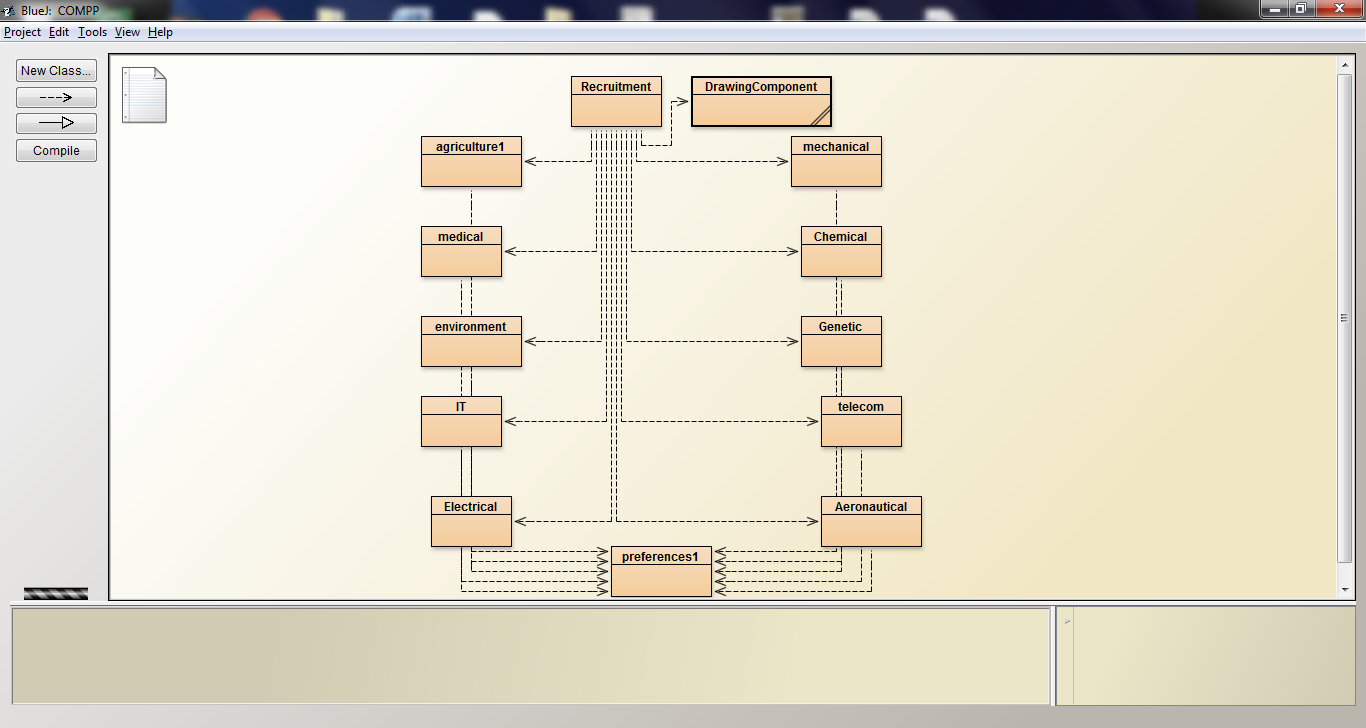 BlueJ: COMPP
Project Edit Tools View Help
New Class...
Compile
Recruitment
DrawingComponent
agriculture1
mechanical
medical
Chemical
environment
Genetic
IT
telecom
Electrical
Aeronautical
preferences1